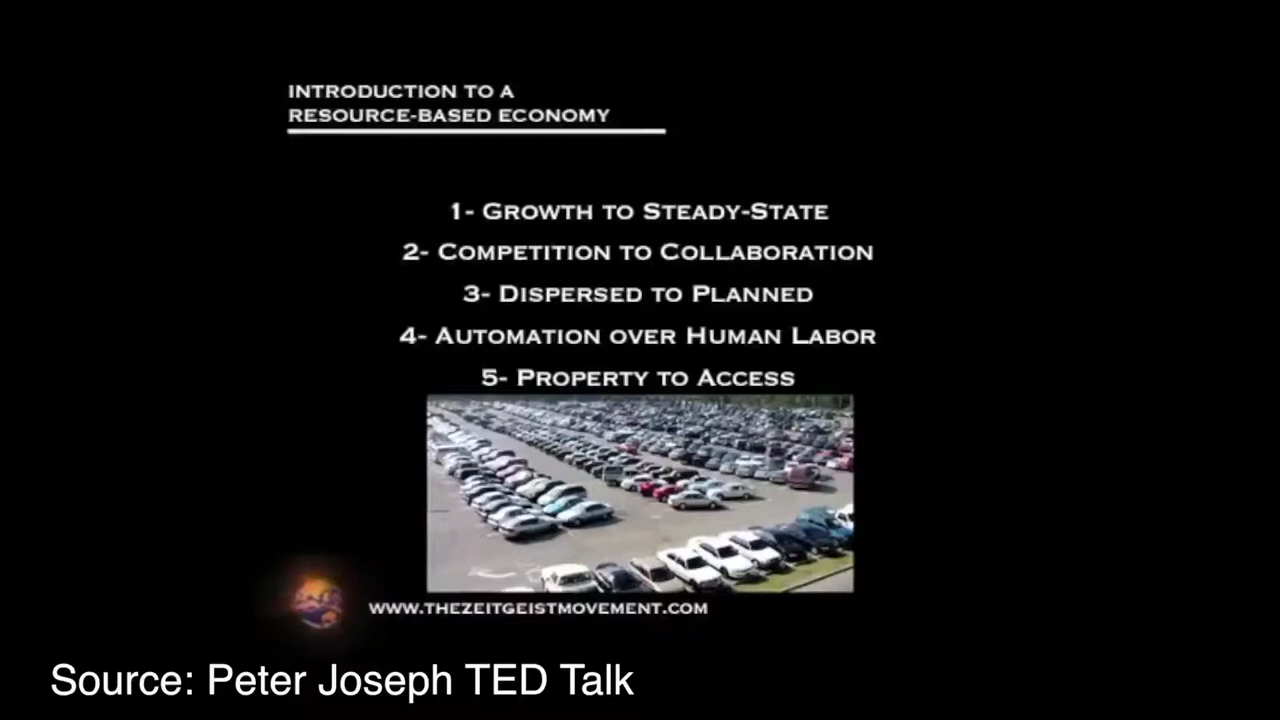 INTRODUCTION TO A
RESOURCE-BASED ECONOMY
1- GROWTH TO STEADY-STATE
2- COMPETITION TO COLLABORATION
3- DISPERSED TO PLANNED
4- AUTOMATION OVER HUMAN LABOR
5- PROPERTY TO ACCESS
WWW.THEZEITGEISTMOVEMENT.COM
Source: Peter Joseph TED Talk